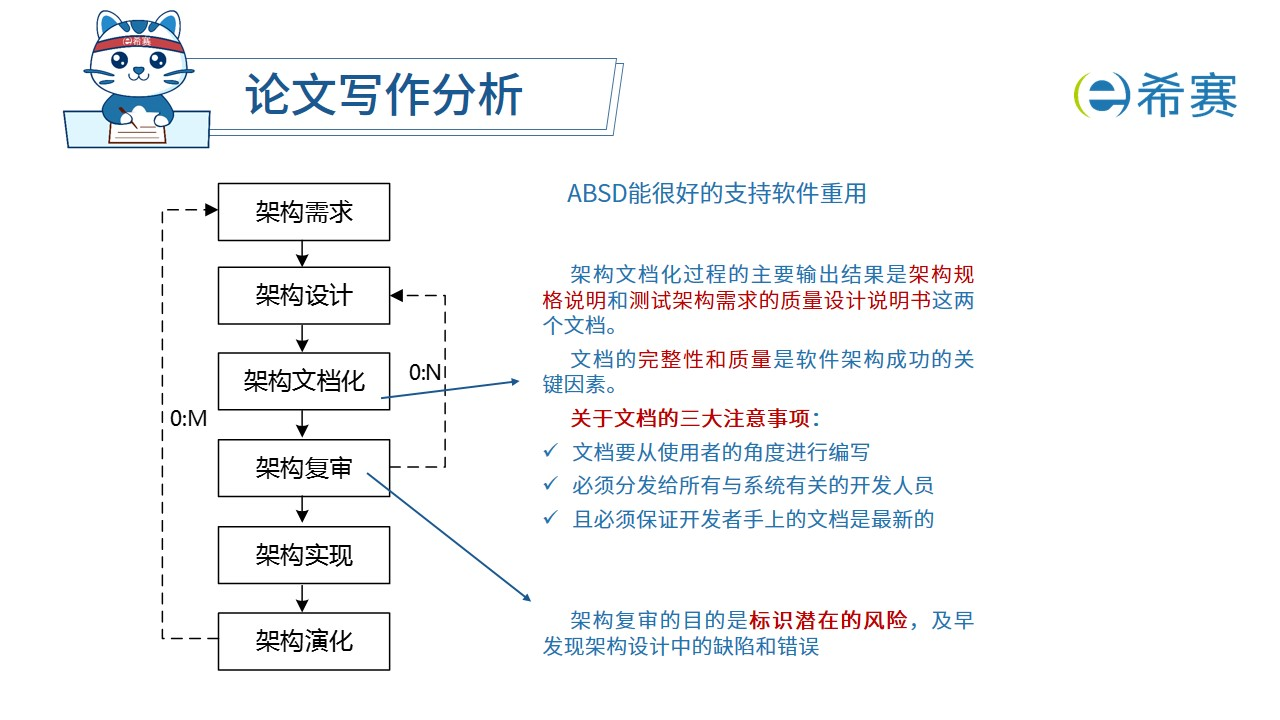 希赛
论文写作分析
希赛
架构需求
架构设计
架构文档化
0:N
0:M
架构复审
架构实现
架构演化
ABSD能很好的支持软件重用
架构文档化过程的主要输出结果是架构规
格说明和测试架构需求的质量设计说明书这两
个文档。
文档的完整性和质量是软件架构成功的关
键因素。
关于文档的三大注意事项：
✓ 文档要从使用者的角度进行编写
✓ 必须分发给所有与系统有关的开发人员
✓ 且必须保证开发者手上的文档是最新的
架构复审的目的是标识潜在的风险，及早
发现架构设计中的缺陷和错误